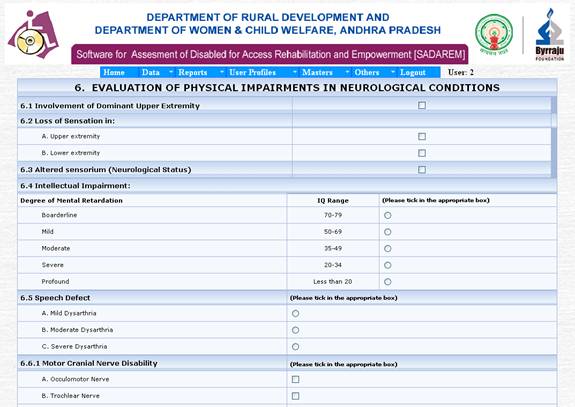 DEPARTMENT OF RURAL DEVELOPMENT AND
DEPARTMENT OF WOMEN & CHILD WELFARE, ANDHRA PRADESH
Software for Assesment of Disabled for Access Rehabilitation and Empowerment [SADAREM]
Byrraju
FOUNDATION
Home Data Reports User Profiles Masters Others Logout User: 2
6. EVALUATION OF PHYSICAL IMPAIRMENTS IN NEUROLOGICAL CONDITIONS
6.1 Involvement of Dominant Upper Extremity
6.2 Loss of Sensation in:
A. Upper extremity
B. Lower extremity
6.3 Altered sensorium (Neurological Status)
6.4 Intellectual Impairment:
Degree of Mental Retardation IQ Range (Please tick in the appropriate box)
Boarderline 70-79
Mild 50-69
Moderate 35-49
Severe 20-34
Profound Less than 20
6.5 Speech Defect (Please tick in the appropriate box)
A. Mild Dysarthria
B. Moderate Dysarthria
C. Severe Dysarthria
6.6.1 Motor Cranial Nerve Disability (Please tick in the appropriate box)
A. Occulomotor Nerve
B. Trochlear Nerve